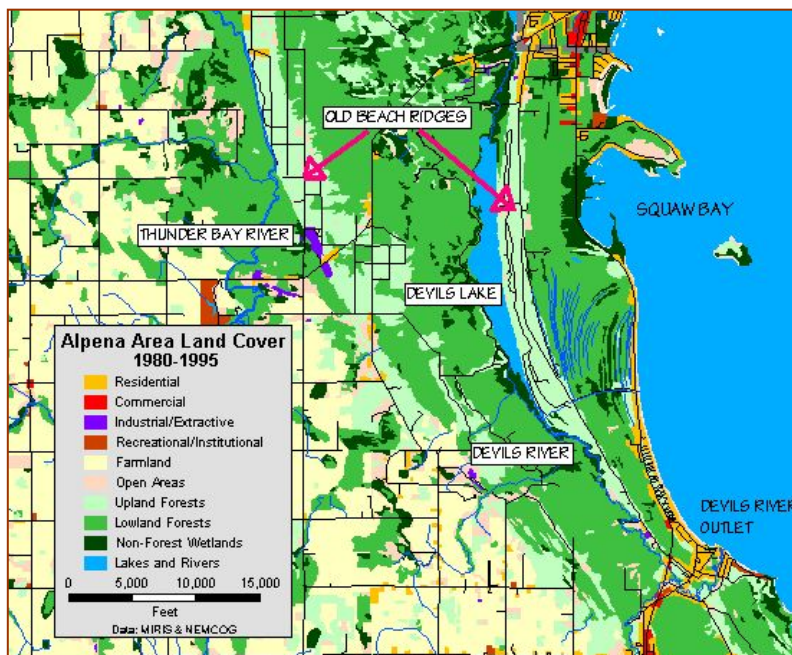 OLD BEACH RIDGES
SQUAW BAY
THUNDER BAY RIVER
DEVILS LAKE
DEVILS RIVER
DEVILS RIVER
OUTLET
Alpena Area Land Cover
1980-1995
Residential
Commercial
Industrial/Extractive
Recreational/Institutional
Farmland
Open Areas
Upland Forests
Lowland Forests
Non-Forest Wetlands
Lakes and Rivers
0 5,000 10,000 15,000
Feet
Data: MIRIS & NEMCOG